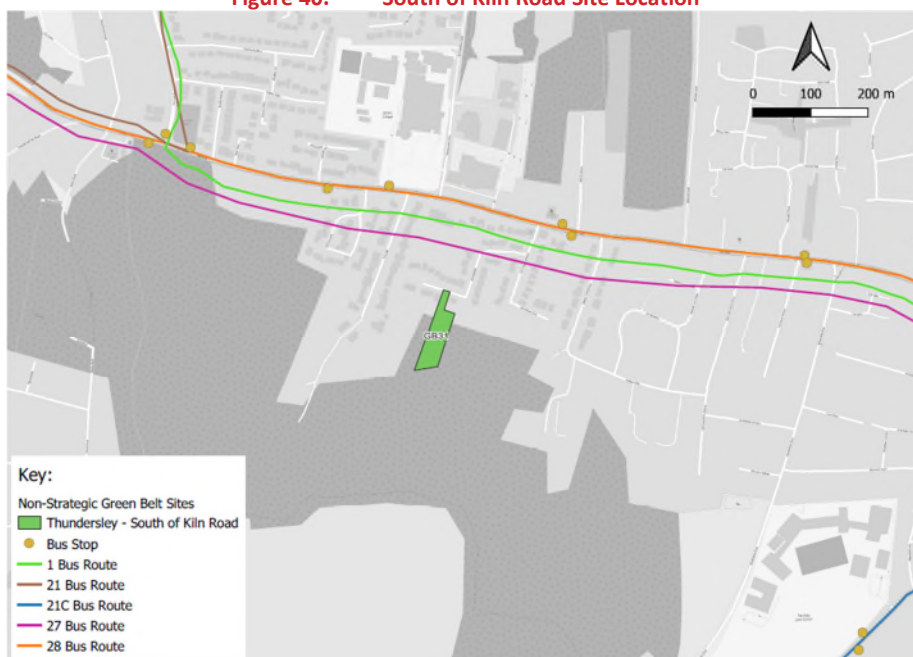 Figure 40: South of Kiln Road Site Location
0 100 200 m
GB31
Key:
Non-Strategic Green Belt Sites
Thundersley - South of Kiln Road
Bus Stop
1 Bus Route
21 Bus Route
21C Bus Route
27 Bus Route
28 Bus Route